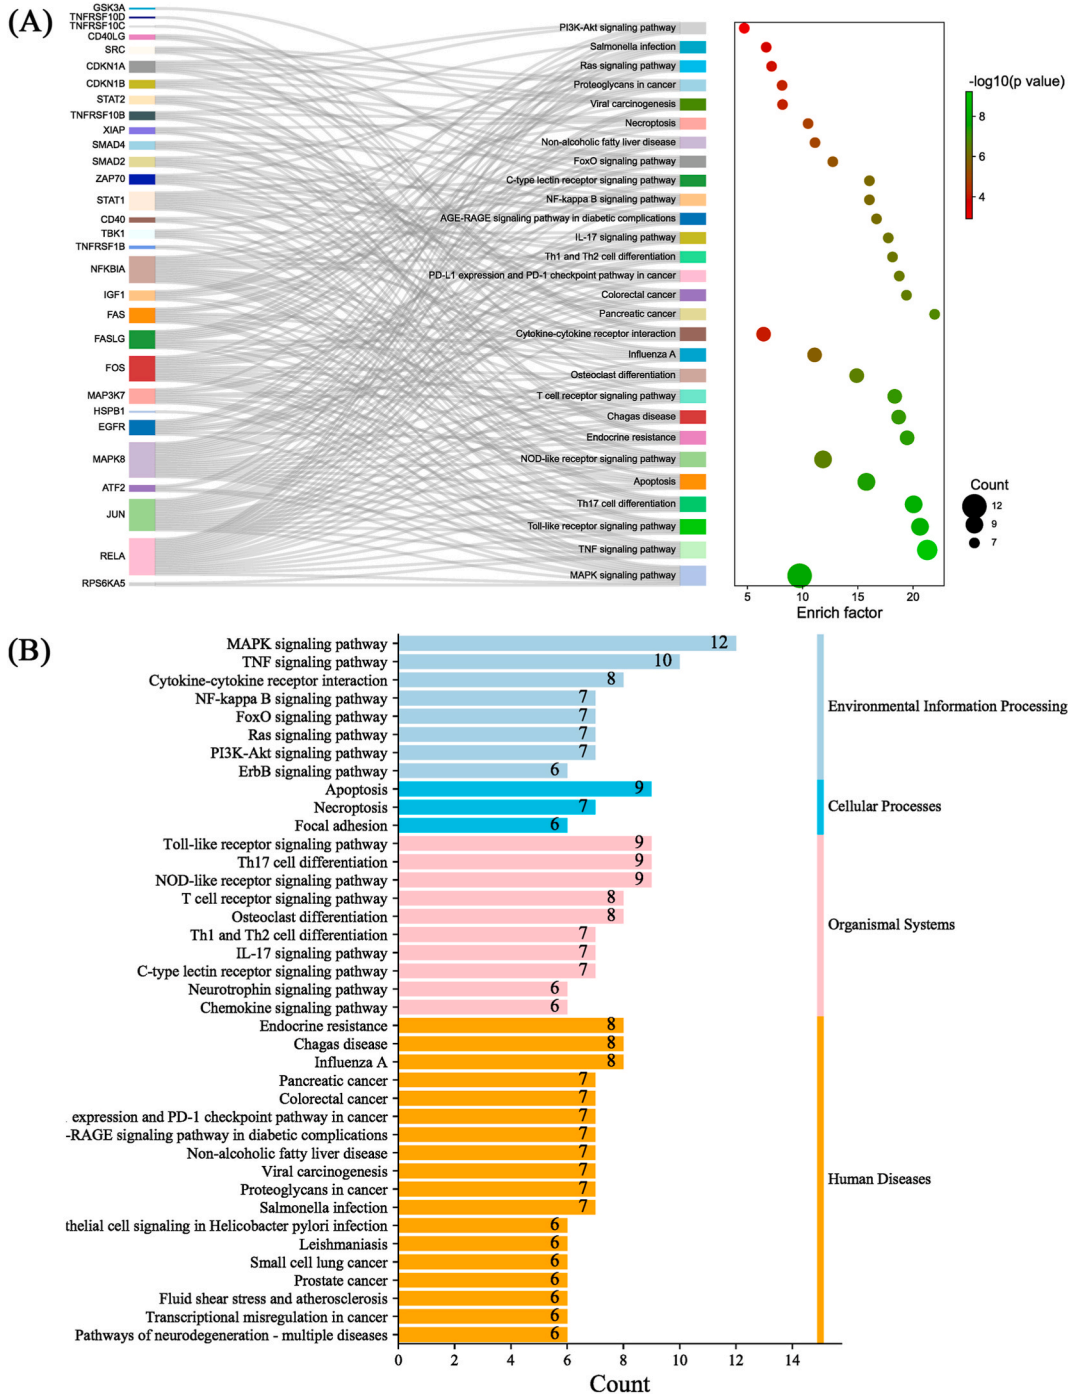 (A)
GSK3A
TNFRSF10D
TNFRSF10C
CD40LG
SRC
CDKN1A
CDKN1B
STAT2
TNFRSF10B
XIAP
SMAD4
SMAD2
ZAP70
STAT1
CD40
TBK1
TNFRSF1B
NFKBIA
IGF1
FAS
FASLG
FOS
MAP3K7
HSPB1
EGFR
MAPK8
ATF2
JUN
RELA
RPS6KA5
PI3K-Akt signaling pathway
Salmonella infection
Ras signaling pathway
Proteoglycans in cancer
Viral carcinogenesis
Necroptosis
Non-alcoholic fatty liver disease
FoxO signaling pathway
C-type lectin receptor signaling pathway
NF-kappa B signaling pathway
AGE-RAGE signaling pathway in diabetic complications
IL-17 signaling pathway
Th1 and Th2 cell differentiation
PD-L1 expression and PD-1 checkpoint pathway in cancer
Colorectal cancer
Pancreatic cancer
Cytokine-cytokine receptor interaction
Influenza A
Osteoclast differentiation
T cell receptor signaling pathway
Chagas disease
Endocrine resistance
NOD-like receptor signaling pathway
Apoptosis
Th17 cell differentiation
Toll-like receptor signaling pathway
TNF signaling pathway
MAPK signaling pathway
5 10 15 20
Enrich factor
-log10(p value)
8
6
4
Count
12
9
7
(B)
MAPK signaling pathway 12
TNF signaling pathway 10
Cytokine-cytokine receptor interaction 8
NF-kappa B signaling pathway 7
FoxO signaling pathway 7
Ras signaling pathway 7
PI3K-Akt signaling pathway 7
ErbB signaling pathway 6
Apoptosis 9
Necroptosis 7
Focal adhesion 6
Toll-like receptor signaling pathway 9
Th17 cell differentiation 9
NOD-like receptor signaling pathway 9
T cell receptor signaling pathway 8
Osteoclast differentiation 8
Th1 and Th2 cell differentiation 7
IL-17 signaling pathway 7
C-type lectin receptor signaling pathway 7
Neurotrophin signaling pathway 6
Chemokine signaling pathway 6
Endocrine resistance 8
Chagas disease 8
Influenza A 8
Pancreatic cancer 7
Colorectal cancer 7
expression and PD-1 checkpoint pathway in cancer 7
-RAGE signaling pathway in diabetic complications 7
Non-alcoholic fatty liver disease 7
Viral carcinogenesis 7
Proteoglycans in cancer 7
Salmonella infection 7
thelial cell signaling in Helicobacter pylori infection 6
Leishmaniasis 6
Small cell lung cancer 6
Prostate cancer 6
Fluid shear stress and atherosclerosis 6
Transcriptional misregulation in cancer 6
Pathways of neurodegeneration - multiple diseases 6
0 2 4 6 8 10 12 14
Count
Environmental Information Processing
Cellular Processes
Organismal Systems
Human Diseases